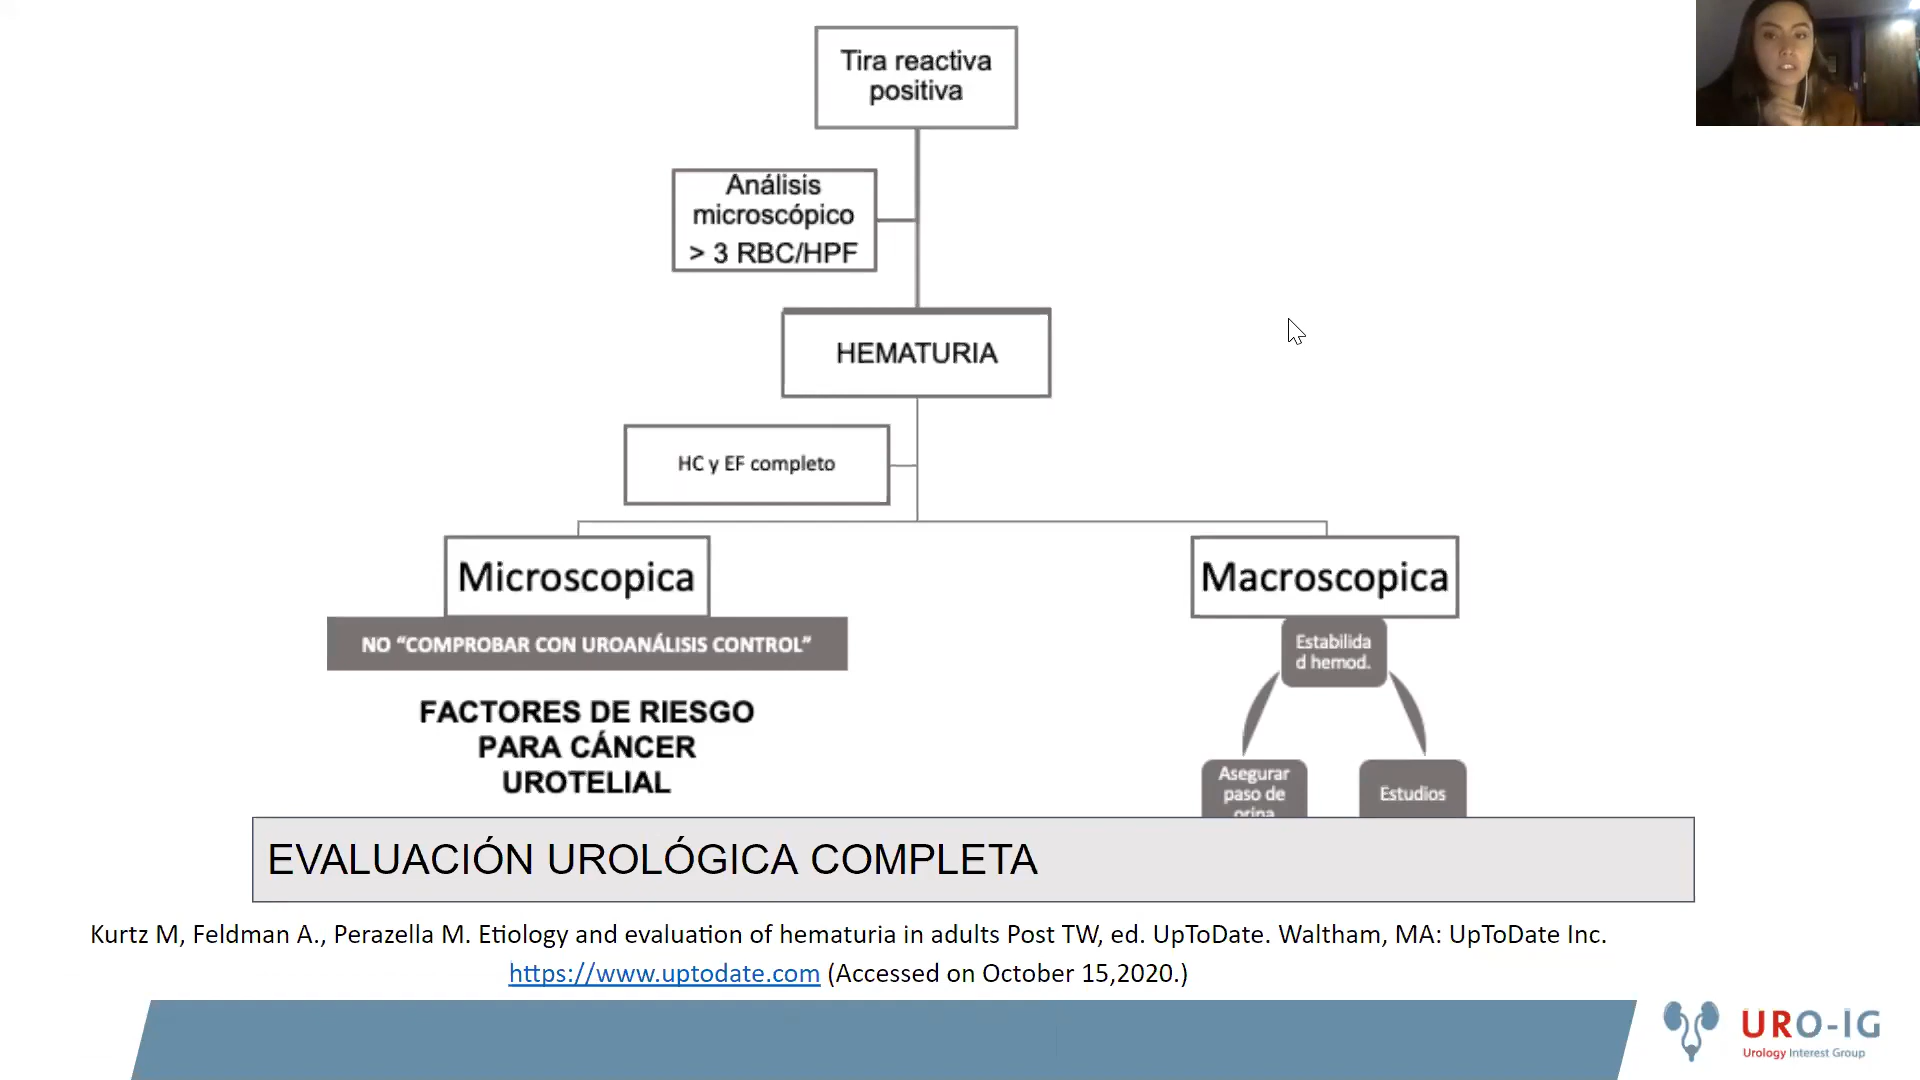 Tira reactiva
positiva
Análisis
microscópico
> 3 RBC/HPF
HEMATURIA
HC y EF completo
Microscopica
Macroscopica
NO “COMPROBAR CON UROANÁLISIS CONTROL”
Estabilida
d hemod.
FACTORES DE RIESGO
PARA CÁNCER
UROTELIAL
Asegurar
paso de
orina
Estudios
EVALUACIÓN UROLÓGICA COMPLETA
Kurtz M, Feldman A., Perazella M. Etiology and evaluation of hematuria in adults Post TW, ed. UpToDate. Waltham, MA: UpToDate Inc.
https://www.uptodate.com (Accessed on October 15,2020.)
URO-IG
Urology Interest Group